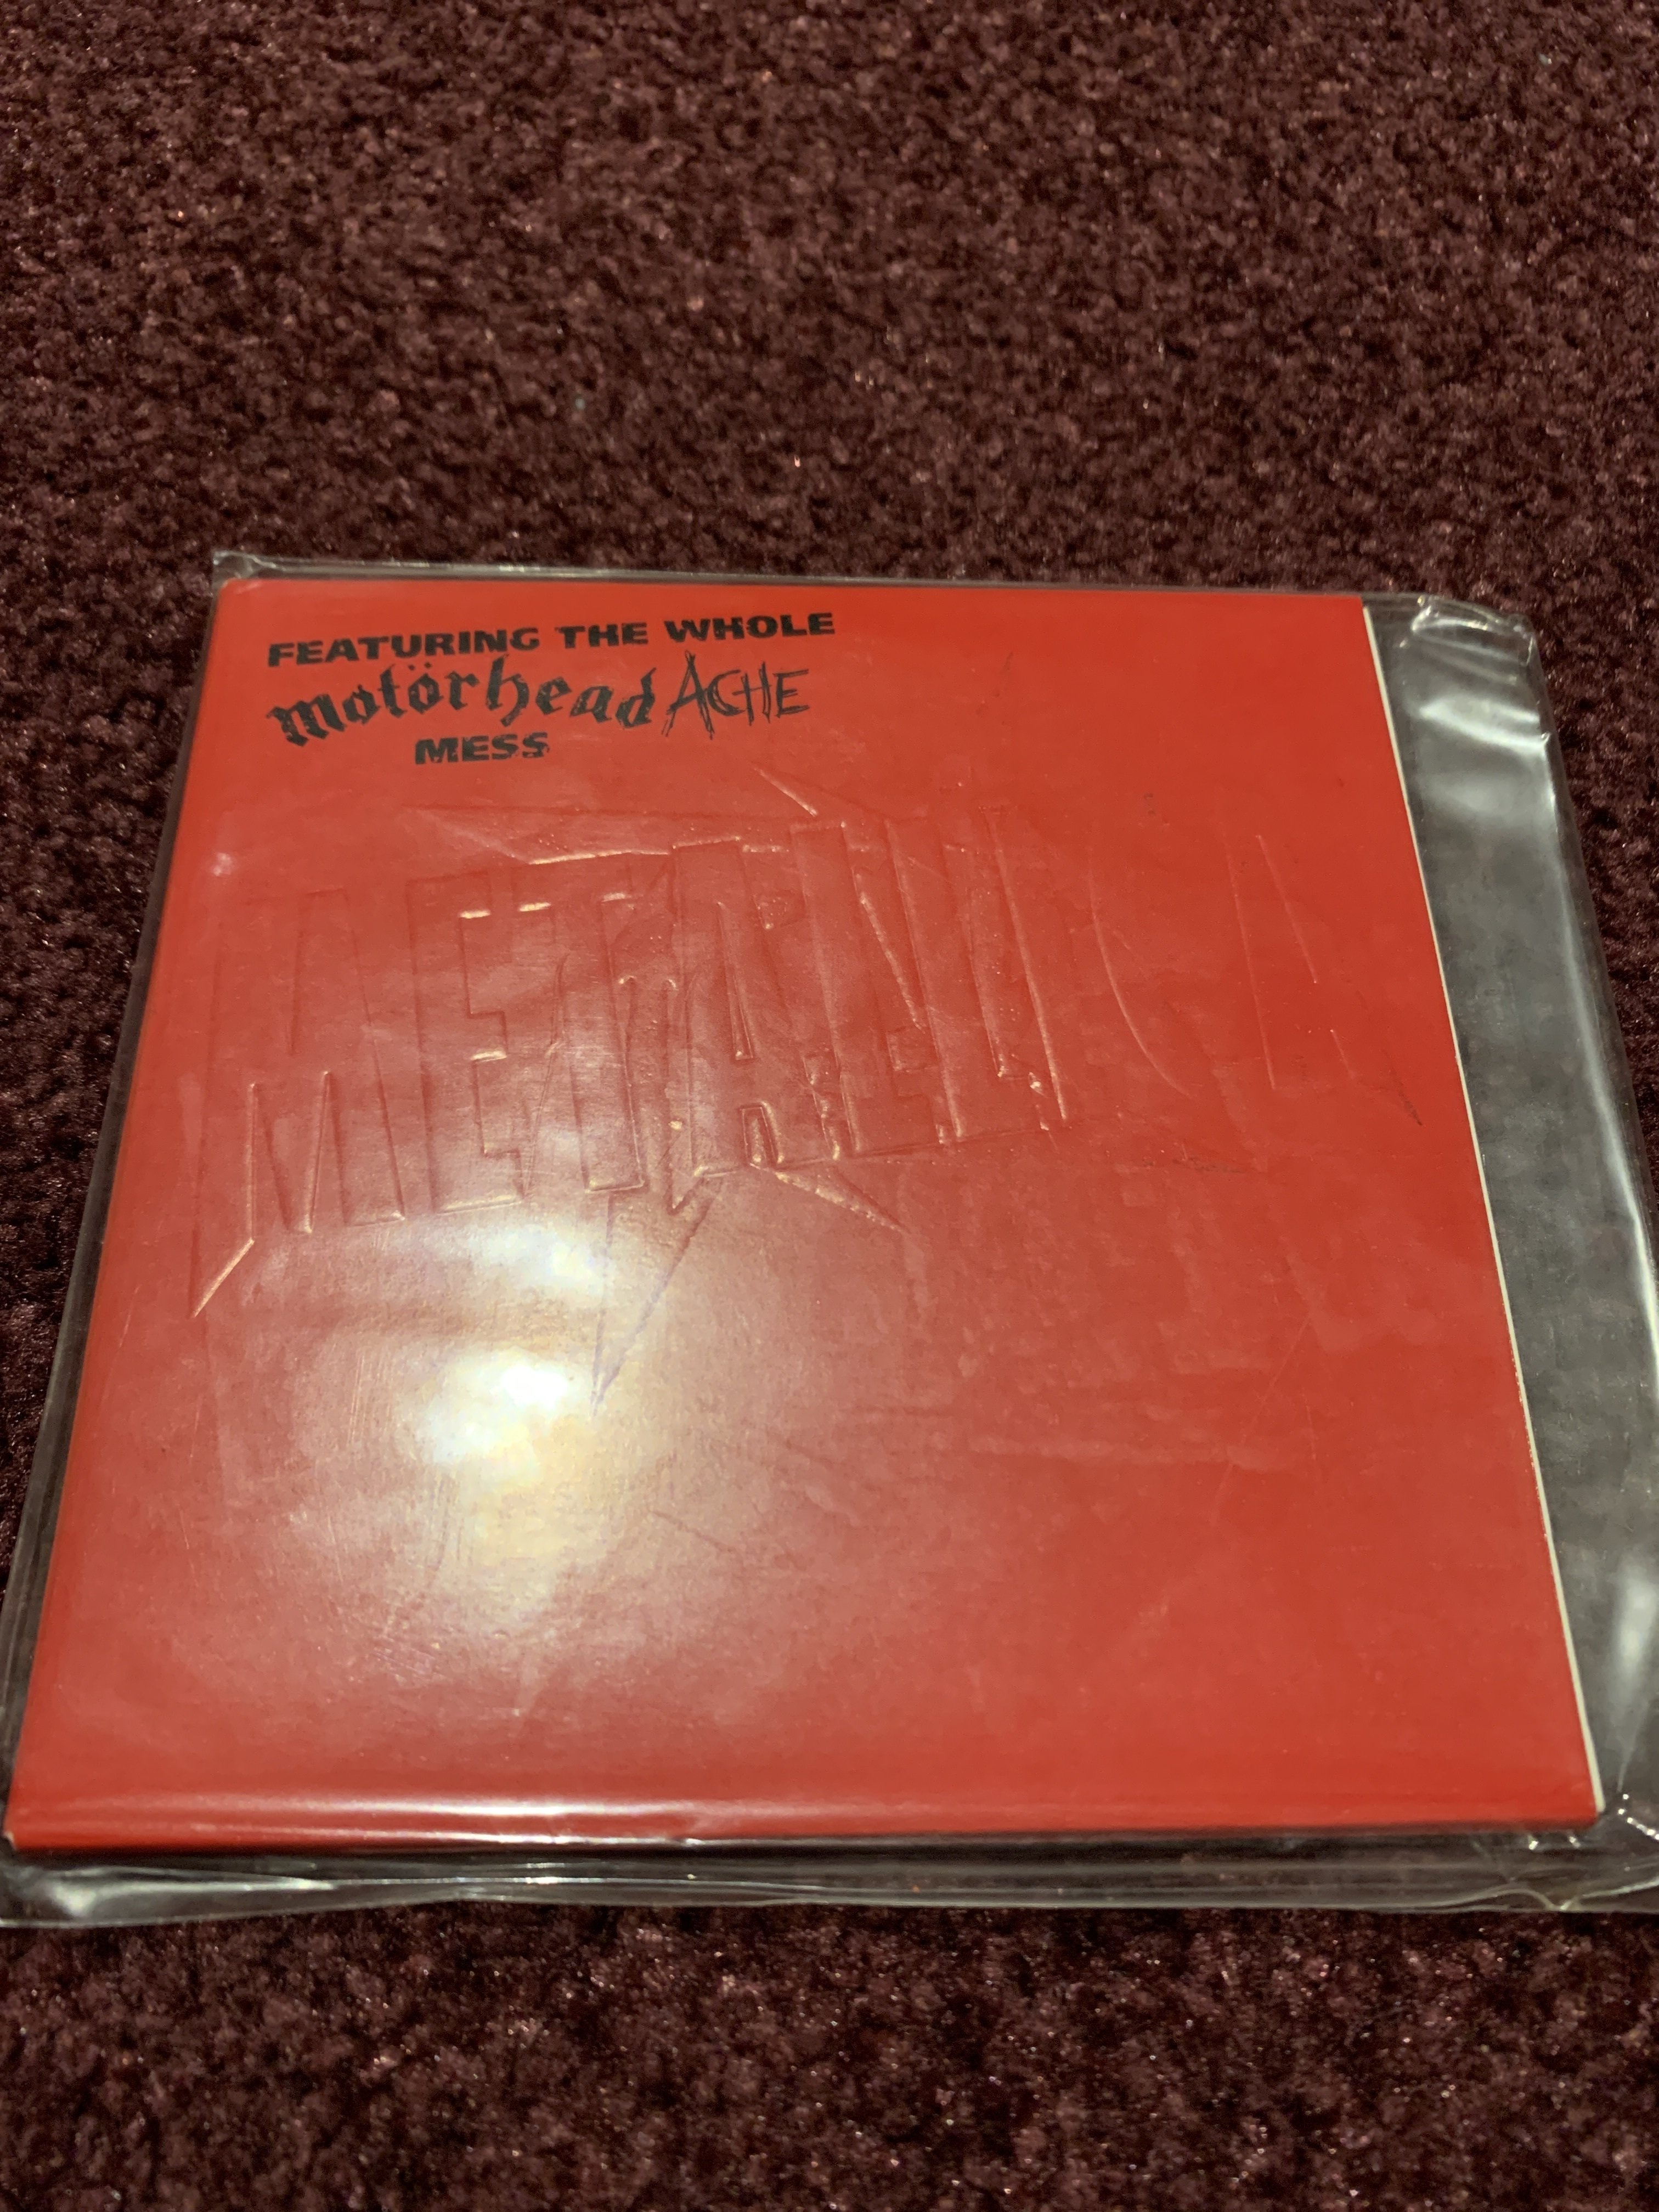 FEATURING THE WHOLE
motörhead ACHE
MESS
METALLICA